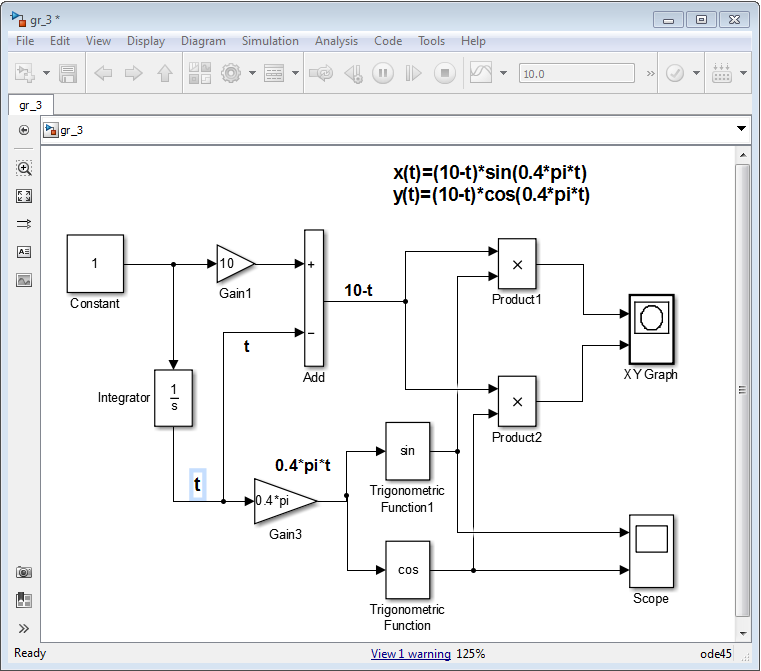 gr_3 *
File Edit View Display Diagram Simulation Analysis Code Tools Help
10.0 »
gr_3
gr_3
x(t)=(10-t)*sin(0.4*pi*t)
y(t)=(10-t)*cos(0.4*pi*t)
1
Constant
10
Gain1
+
−
Add
10-t
t
×
Product1
XY Graph
Integrator
1
s
×
Product2
t
0.4*pi
Gain3
0.4*pi*t
sin
Trigonometric
Function1
cos
Trigonometric
Function
Scope
Ready
View 1 warning
125%
ode45